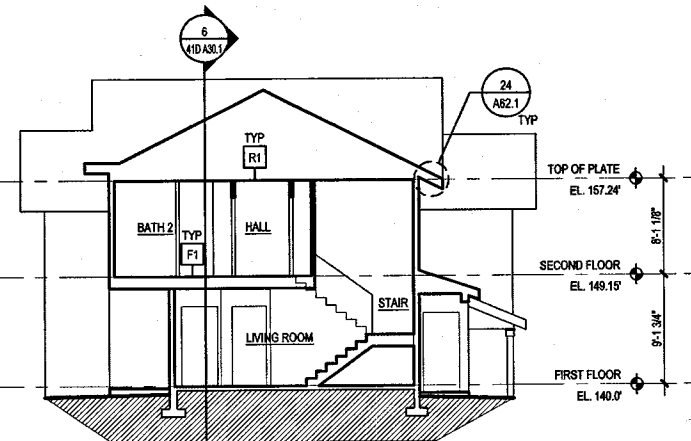 6
41D A30.1
24
A62.1
TYP
TYP
R1
TOP OF PLATE
EL. 157.24'
8'-1 1/8"
BATH 2
HALL
TYP
F1
SECOND FLOOR
EL. 149.15'
STAIR
9'-1 3/4"
LIVING ROOM
FIRST FLOOR
EL. 140.0'